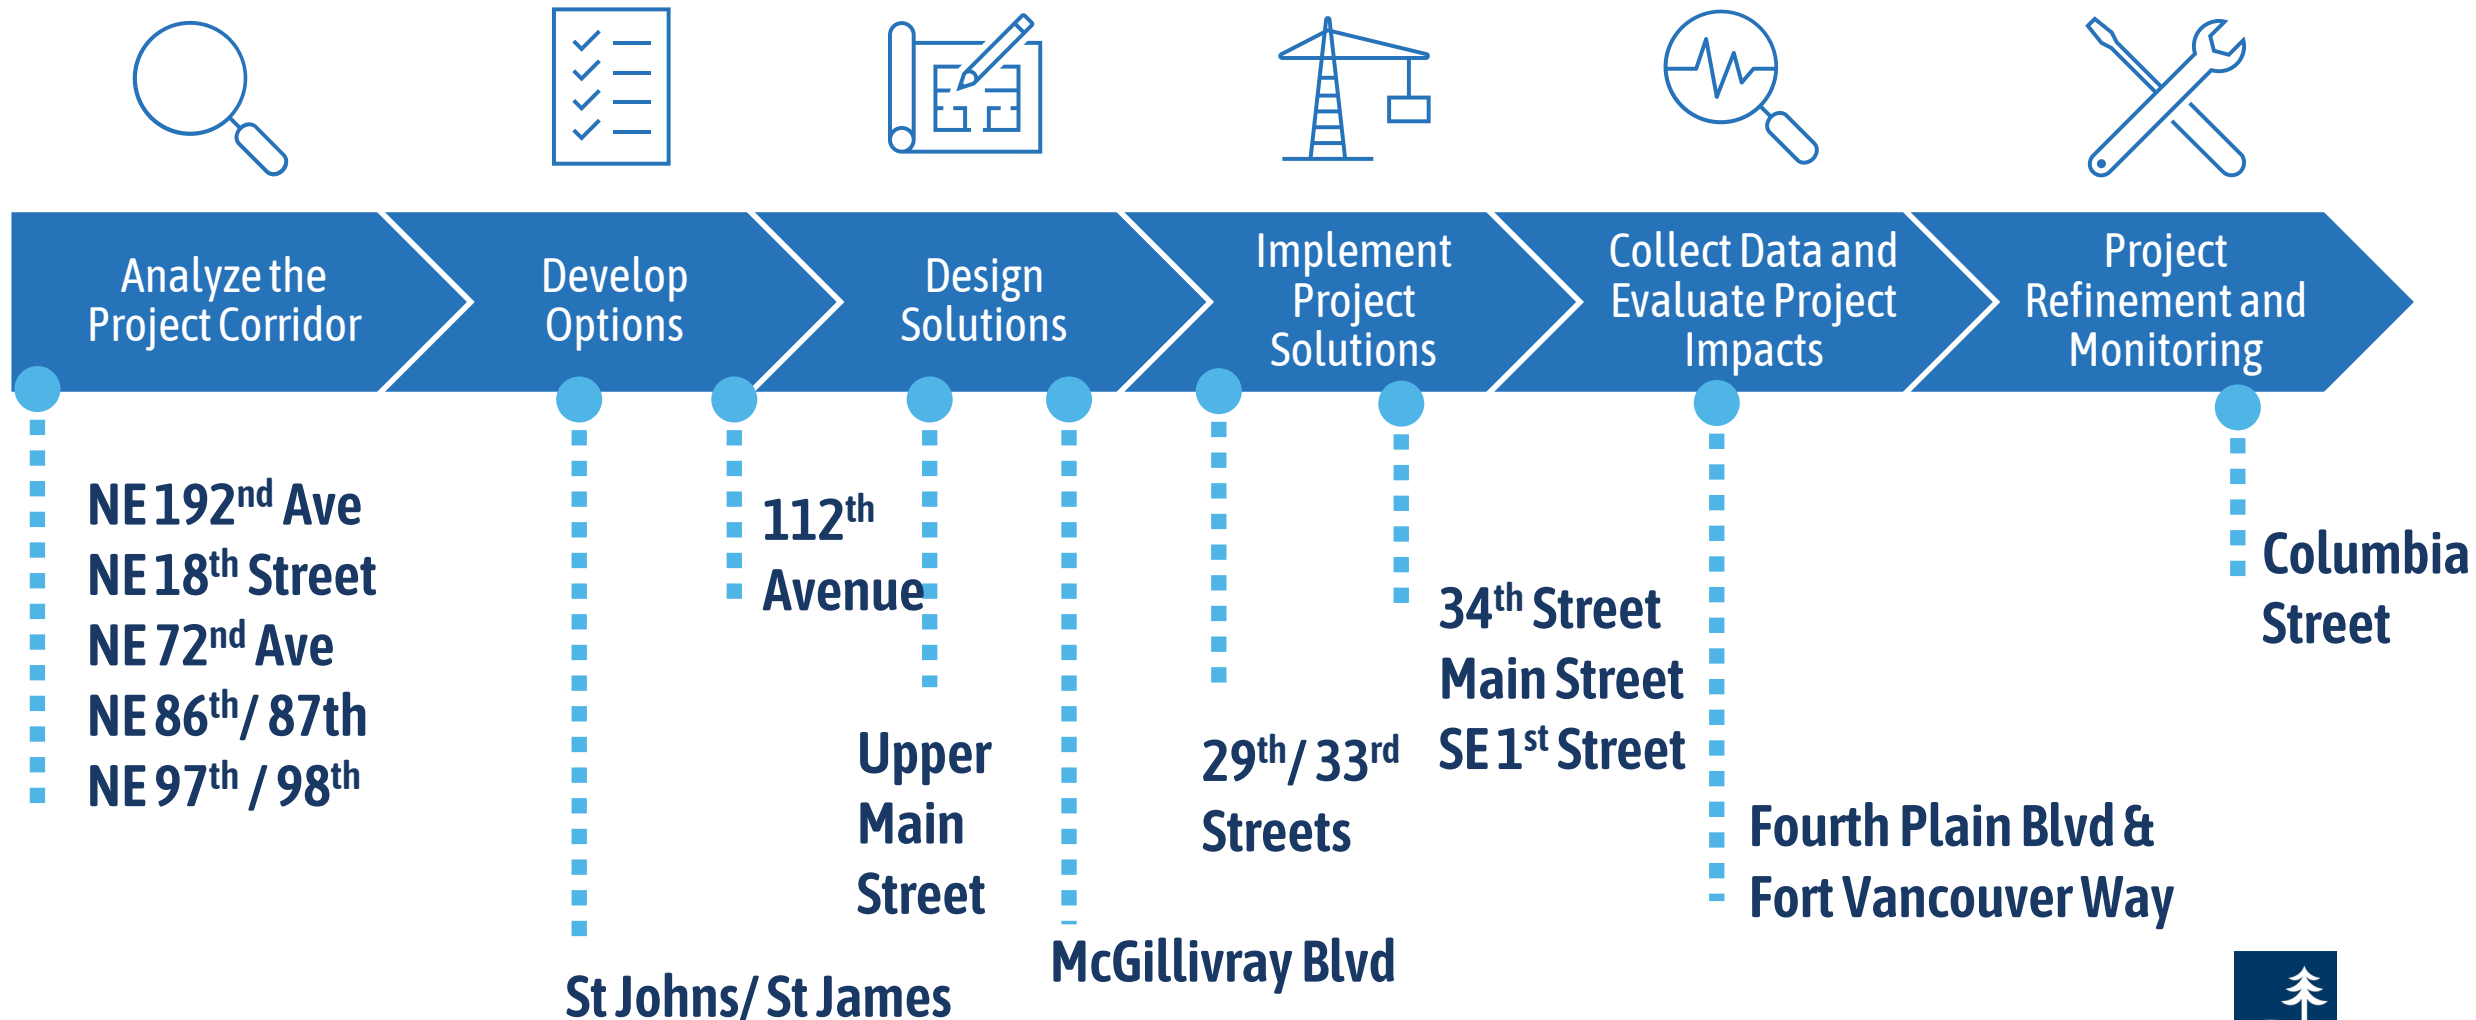 Analyze the
Project Corridor
Develop
Options
Design
Solutions
Implement
Project
Solutions
Collect Data and
Evaluate Project
Impacts
Project
Refinement and
Monitoring
NE 192nd Ave
NE 18th Street
NE 72nd Ave
NE 86th/ 87th
NE 97th / 98th
St Johns/ St James
112th
Avenue
Upper
Main
Street
McGillivray Blvd
29th/ 33rd
Streets
34th Street
Main Street
SE 1st Street
Fourth Plain Blvd &
Fort Vancouver Way
Columbia
Street